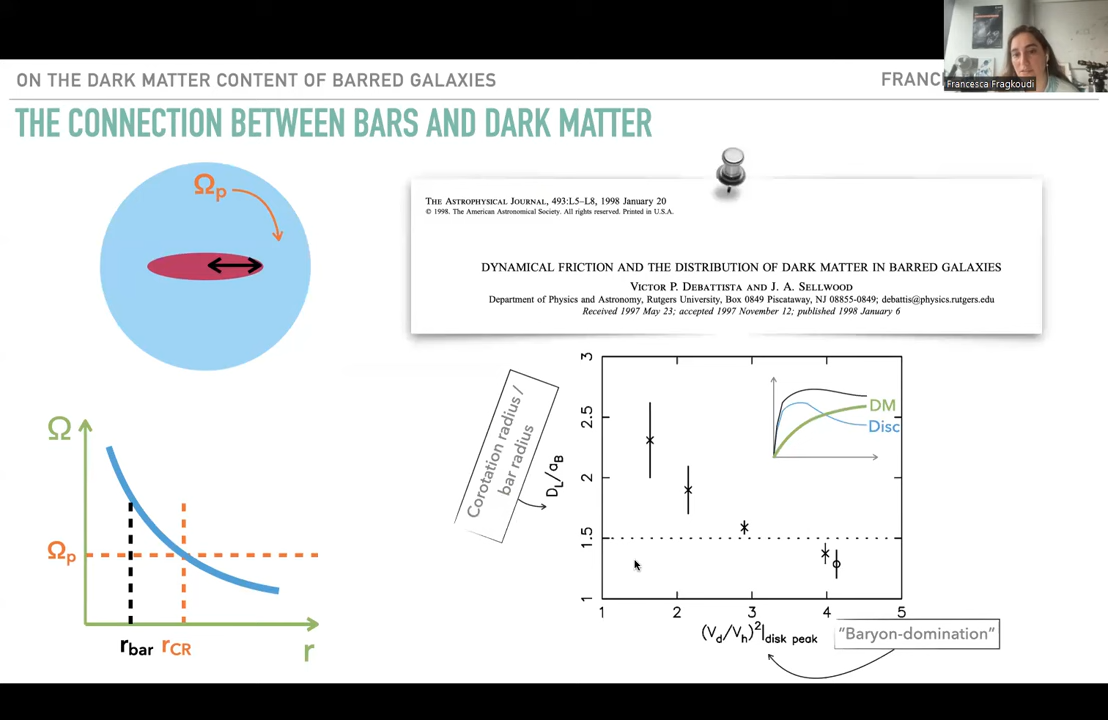 ON THE DARK MATTER CONTENT OF BARRED GALAXIES
FRANC
Francesca Fragkoudi
THE CONNECTION BETWEEN BARS AND DARK MATTER
Ωp
THE ASTROPHYSICAL JOURNAL, 493:L5–L8, 1998 January 20
© 1998. The American Astronomical Society. All rights reserved. Printed in U.S.A.
DYNAMICAL FRICTION AND THE DISTRIBUTION OF DARK MATTER IN BARRED GALAXIES
VICTOR P. DEBATTISTA AND J. A. SELLWOOD
Department of Physics and Astronomy, Rutgers University, Box 0849 Piscataway, NJ 08855-0849; debattis@physics.rutgers.edu
Received 1997 May 23; accepted 1997 November 12; published 1998 January 6
Ω
Ωp
rbar
rCR
r
Corotation radius /
bar radius
DL/aB
3
2.5
2
1.5
1
DM
Disc
1 2 3 4 5
(Vd/Vh)²|disk peak
“Baryon-domination”